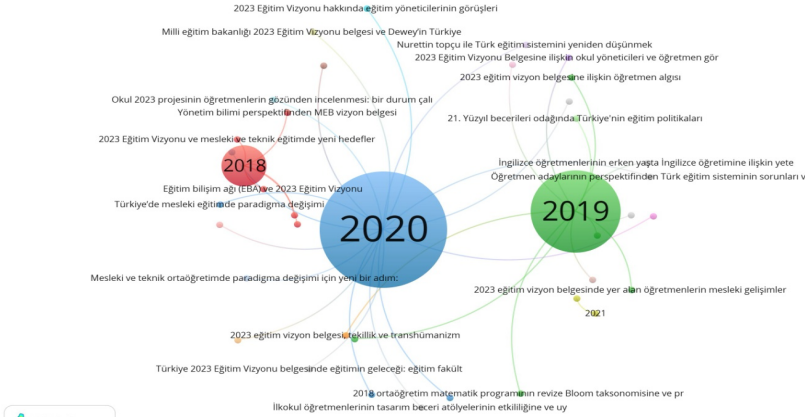 2023 Eğitim Vizyonu hakkında eğitim yöneticilerinin görüşleri
Milli eğitim bakanlığı 2023 Eğitim Vizyonu belgesi ve Dewey'in Türkiye
Nurettin topçu ile Türk eğitim sistemini yeniden düşünmek
2023 Eğitim Vizyonu Belgesine ilişkin okul yöneticileri ve öğretmen gör
2023 eğitim vizyon belgesine ilişkin öğretmen algısı
Okul 2023 projesinin öğretmenlerin gözünden incelenmesi: bir durum çalı
Yönetim bilimi perspektifinden MEB vizyon belgesi
21. Yüzyıl becerileri odağında Türkiye'nin eğitim politikaları
2023 Eğitim Vizyonu ve mesleki ve teknik eğitimde yeni hedefler
2018
İngilizce öğretmenlerinin erken yaşta İngilizce öğretimine ilişkin yete
Öğretmen adaylarının perspektifinden Türk eğitim sisteminin sorunları v
Eğitim bilişim ağı (EBA) ve 2023 Eğitim Vizyonu
Türkiye'de mesleki eğitimde paradigma değişimi
2020
2019
Mesleki ve teknik ortaöğretimde paradigma değişimi için yeni bir adım:
2023 eğitim vizyon belgesinde yer alan öğretmenlerin mesleki gelişimler
2021
2023 eğitim vizyon belgesi, tekillik ve transhümanizm
Türkiye 2023 Eğitim Vizyonu belgesinde eğitimin geleceği: eğitim fakült
2018 ortaöğretim matematik programının revize Bloom taksonomisine ve pr
İlkokul öğretmenlerinin tasarım beceri atölyelerinin etkililiğine ve uy